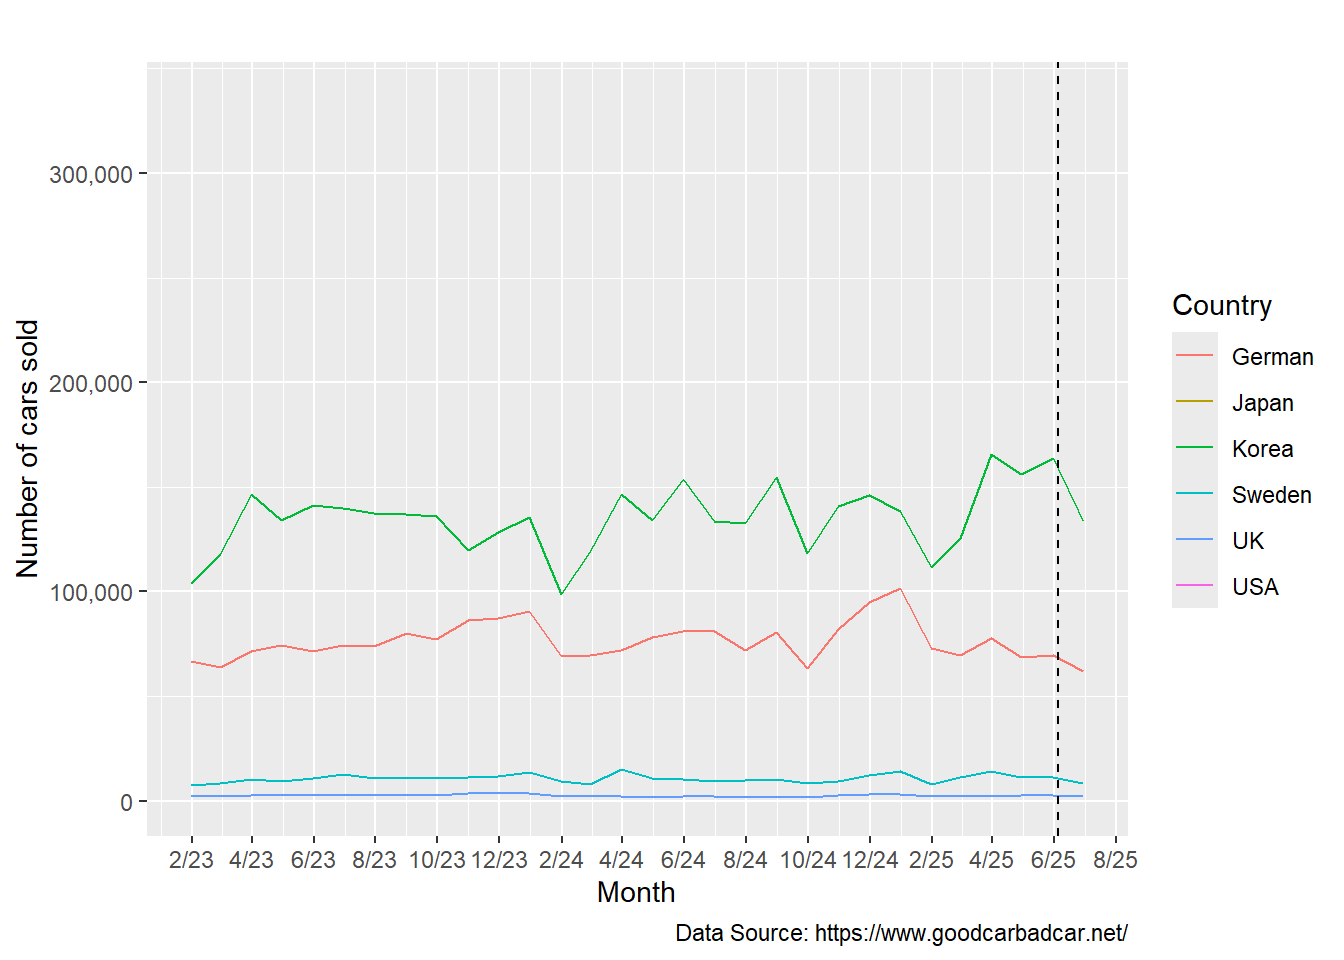 Number of cars sold
300,000
200,000
100,000
0
2/23 4/23 6/23 8/23 10/23 12/23 2/24 4/24 6/24 8/24 10/24 12/24 2/25 4/25 6/25 8/25
Month
Country
German
Japan
Korea
Sweden
UK
USA
Data Source: https://www.goodcarbadcar.net/